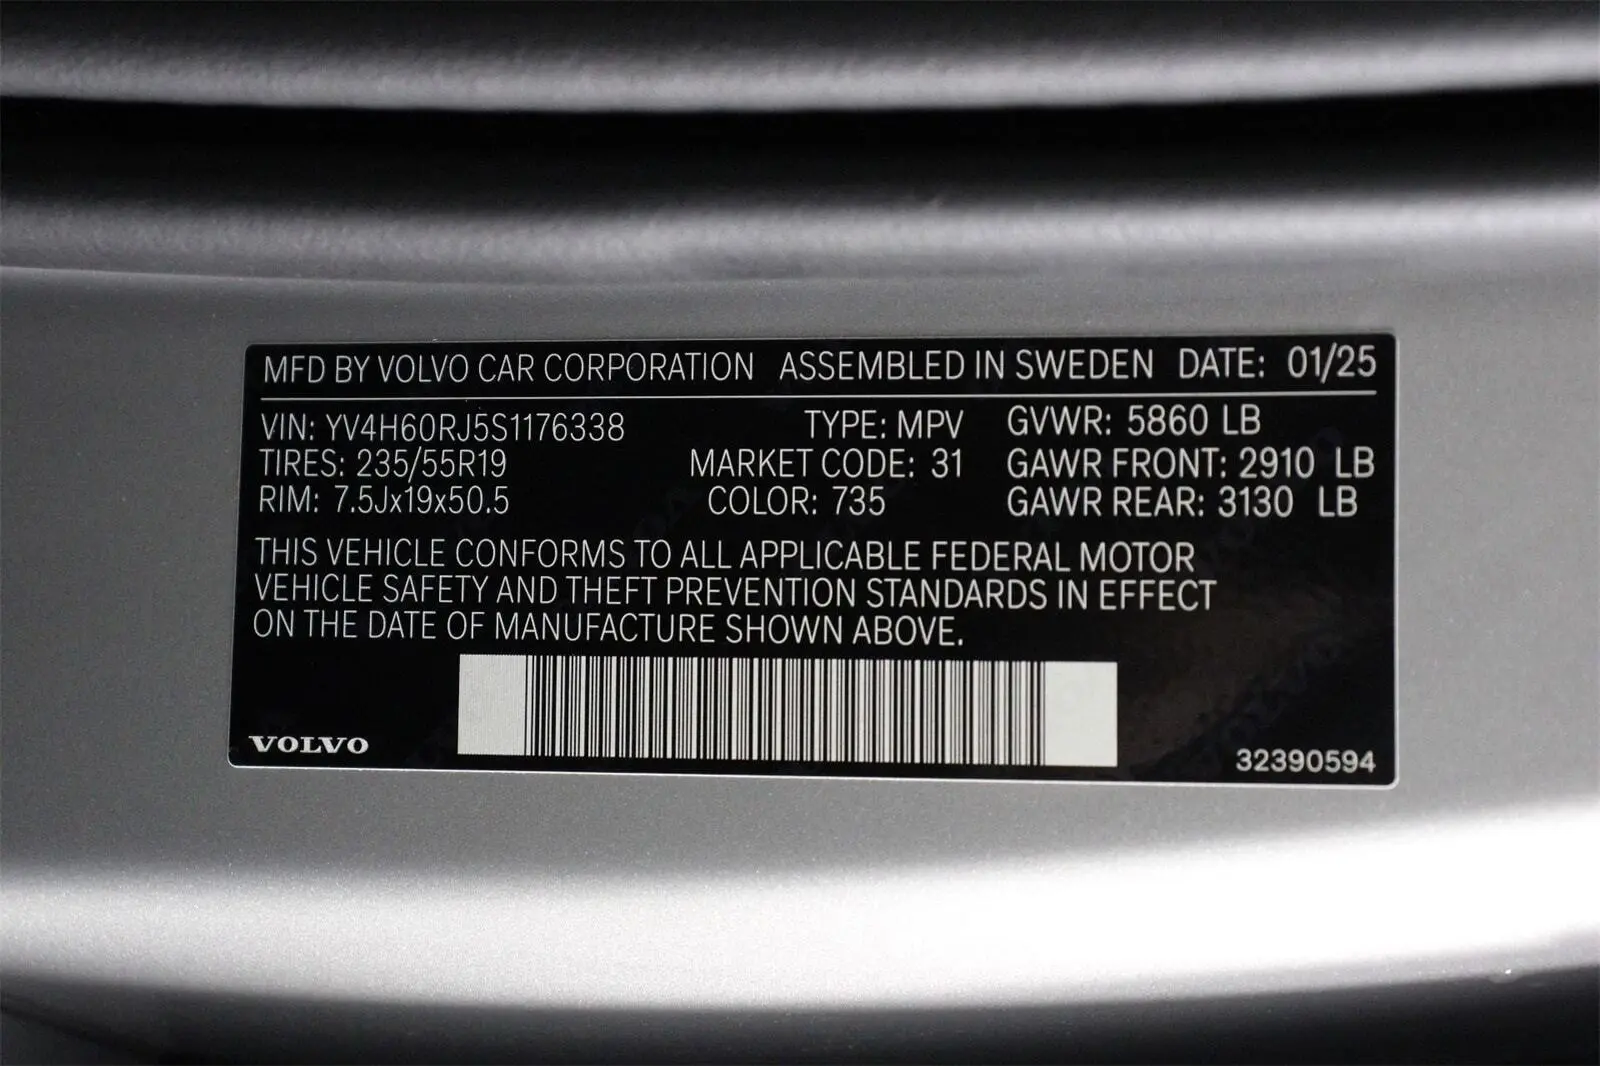 MFD BY VOLVO CAR CORPORATION ASSEMBLED IN SWEDEN DATE: 01/25
VIN: YV4H60RJ5S1176338 TYPE: MPV GVWR: 5860 LB
TIRES: 235/55R19 MARKET CODE: 31 GAWR FRONT: 2910 LB
RIM: 7.5Jx19x50.5 COLOR: 735 GAWR REAR: 3130 LB
THIS VEHICLE CONFORMS TO ALL APPLICABLE FEDERAL MOTOR
VEHICLE SAFETY AND THEFT PREVENTION STANDARDS IN EFFECT
ON THE DATE OF MANUFACTURE SHOWN ABOVE.
VOLVO 32390594